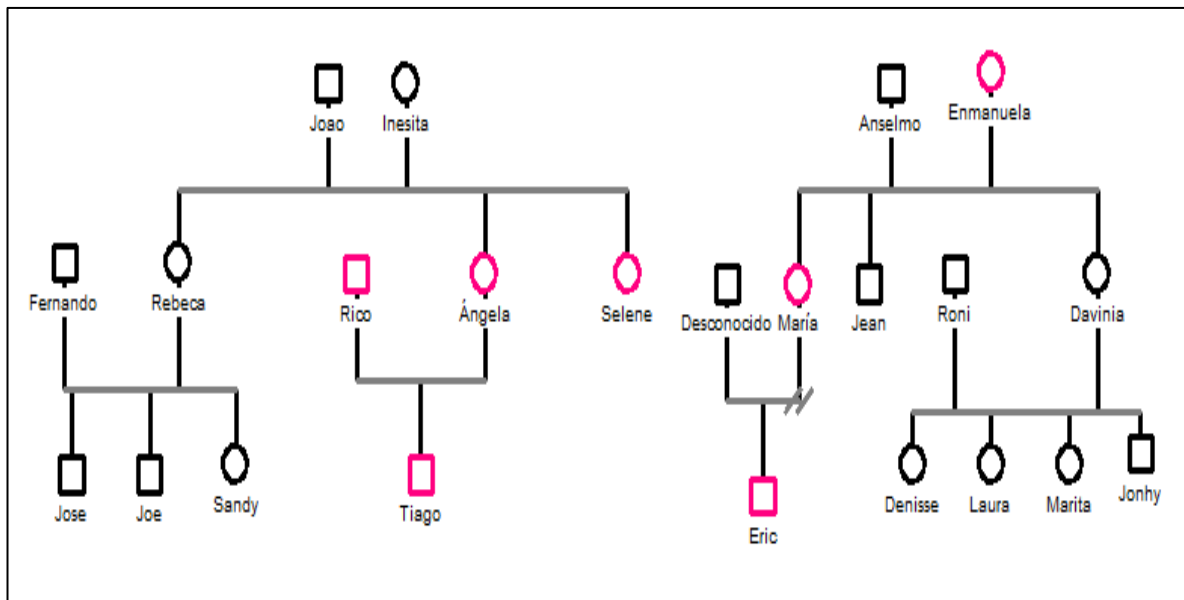 Joao
Inesita
Anselmo
Enmanuela
Fernando
Rebeca
Rico
Ángela
Selene
Desconocido
María
Jean
Roni
Davinia
Jose
Joe
Sandy
Tiago
Eric
Denisse
Laura
Marita
Jonhy